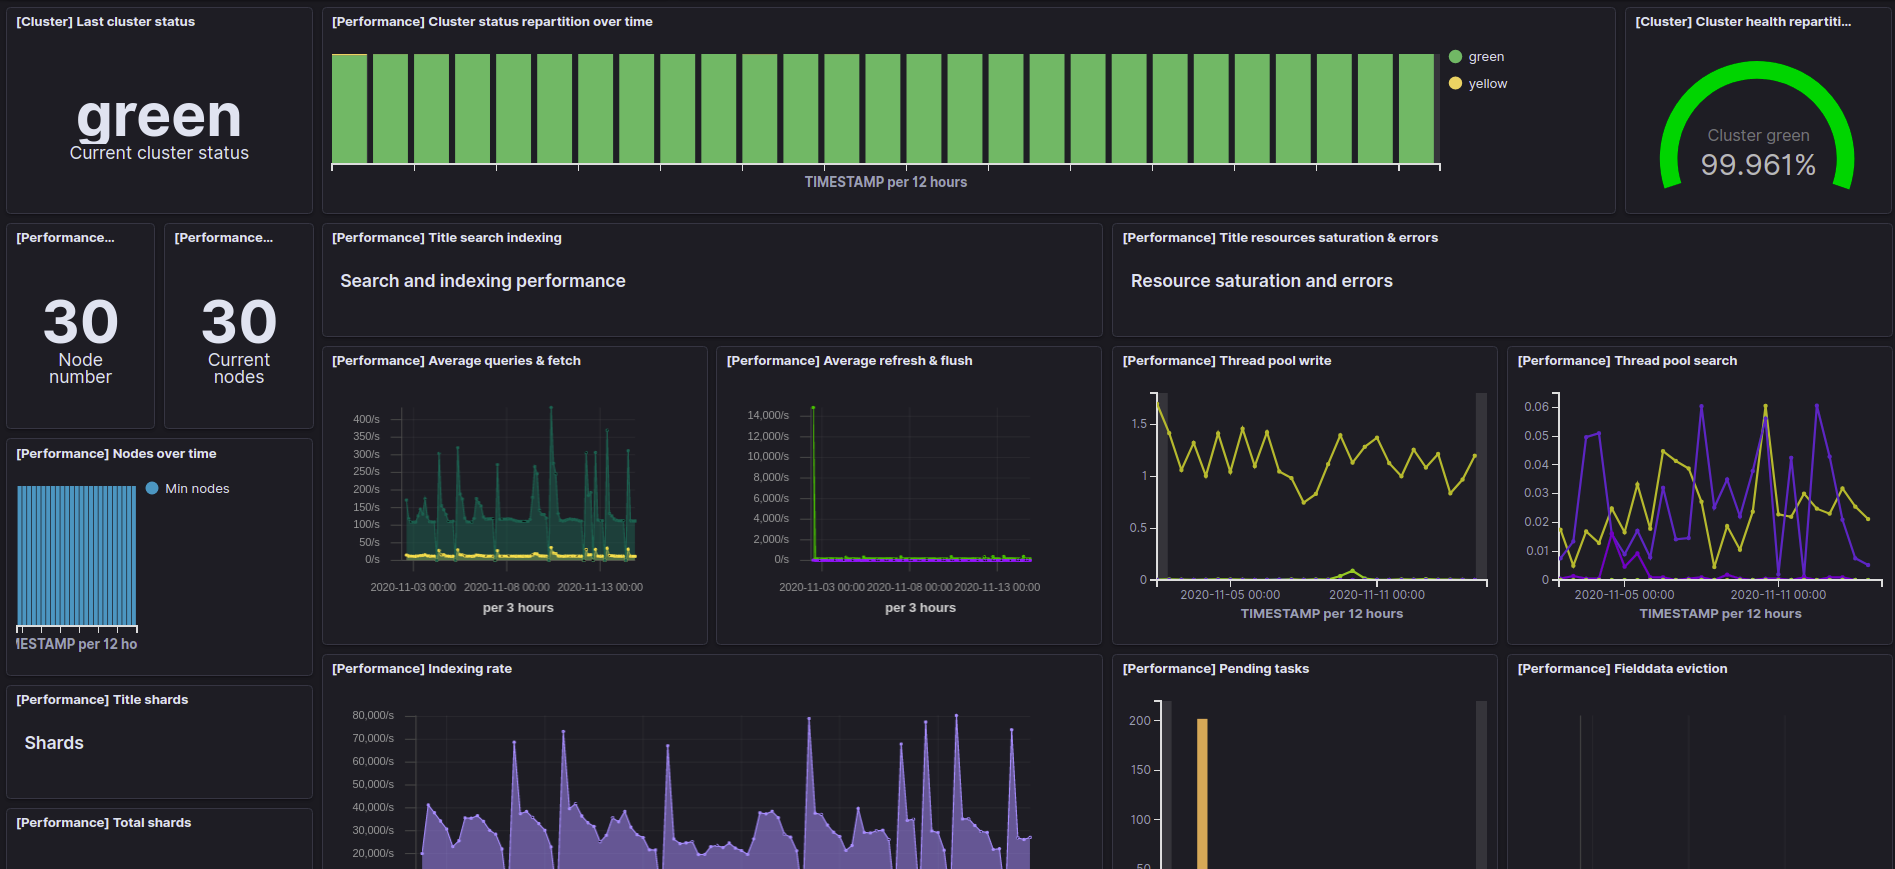 [Cluster] Last cluster status
green
Current cluster status
[Performance] Cluster status repartition over time
green
yellow
TIMESTAMP per 12 hours
[Cluster] Cluster health repartiti...
Cluster green
99.961%
[Performance...
30
Node
number
[Performance...
30
Current
nodes
[Performance] Title search indexing
Search and indexing performance
[Performance] Title resources saturation & errors
Resource saturation and errors
[Performance] Nodes over time
Min nodes
IESTAMP per 12 ho
[Performance] Average queries & fetch
400/s
350/s
300/s
250/s
200/s
150/s
100/s
50/s
0/s
2020-11-03 00:00 2020-11-08 00:00 2020-11-13 00:00
per 3 hours
[Performance] Average refresh & flush
14,000/s
12,000/s
10,000/s
8,000/s
6,000/s
4,000/s
2,000/s
0/s
2020-11-03 00:00 2020-11-08 00:00 2020-11-13 00:00
per 3 hours
[Performance] Thread pool write
1.5
1
0.5
0
2020-11-05 00:00 2020-11-11 00:00
TIMESTAMP per 12 hours
[Performance] Thread pool search
0.06
0.05
0.04
0.03
0.02
0.01
0
2020-11-05 00:00 2020-11-11 00:00
TIMESTAMP per 12 hours
[Performance] Title shards
Shards
[Performance] Total shards
[Performance] Indexing rate
80,000/s
70,000/s
60,000/s
50,000/s
40,000/s
30,000/s
20,000/s
[Performance] Pending tasks
200
150
100
50
[Performance] Fielddata eviction